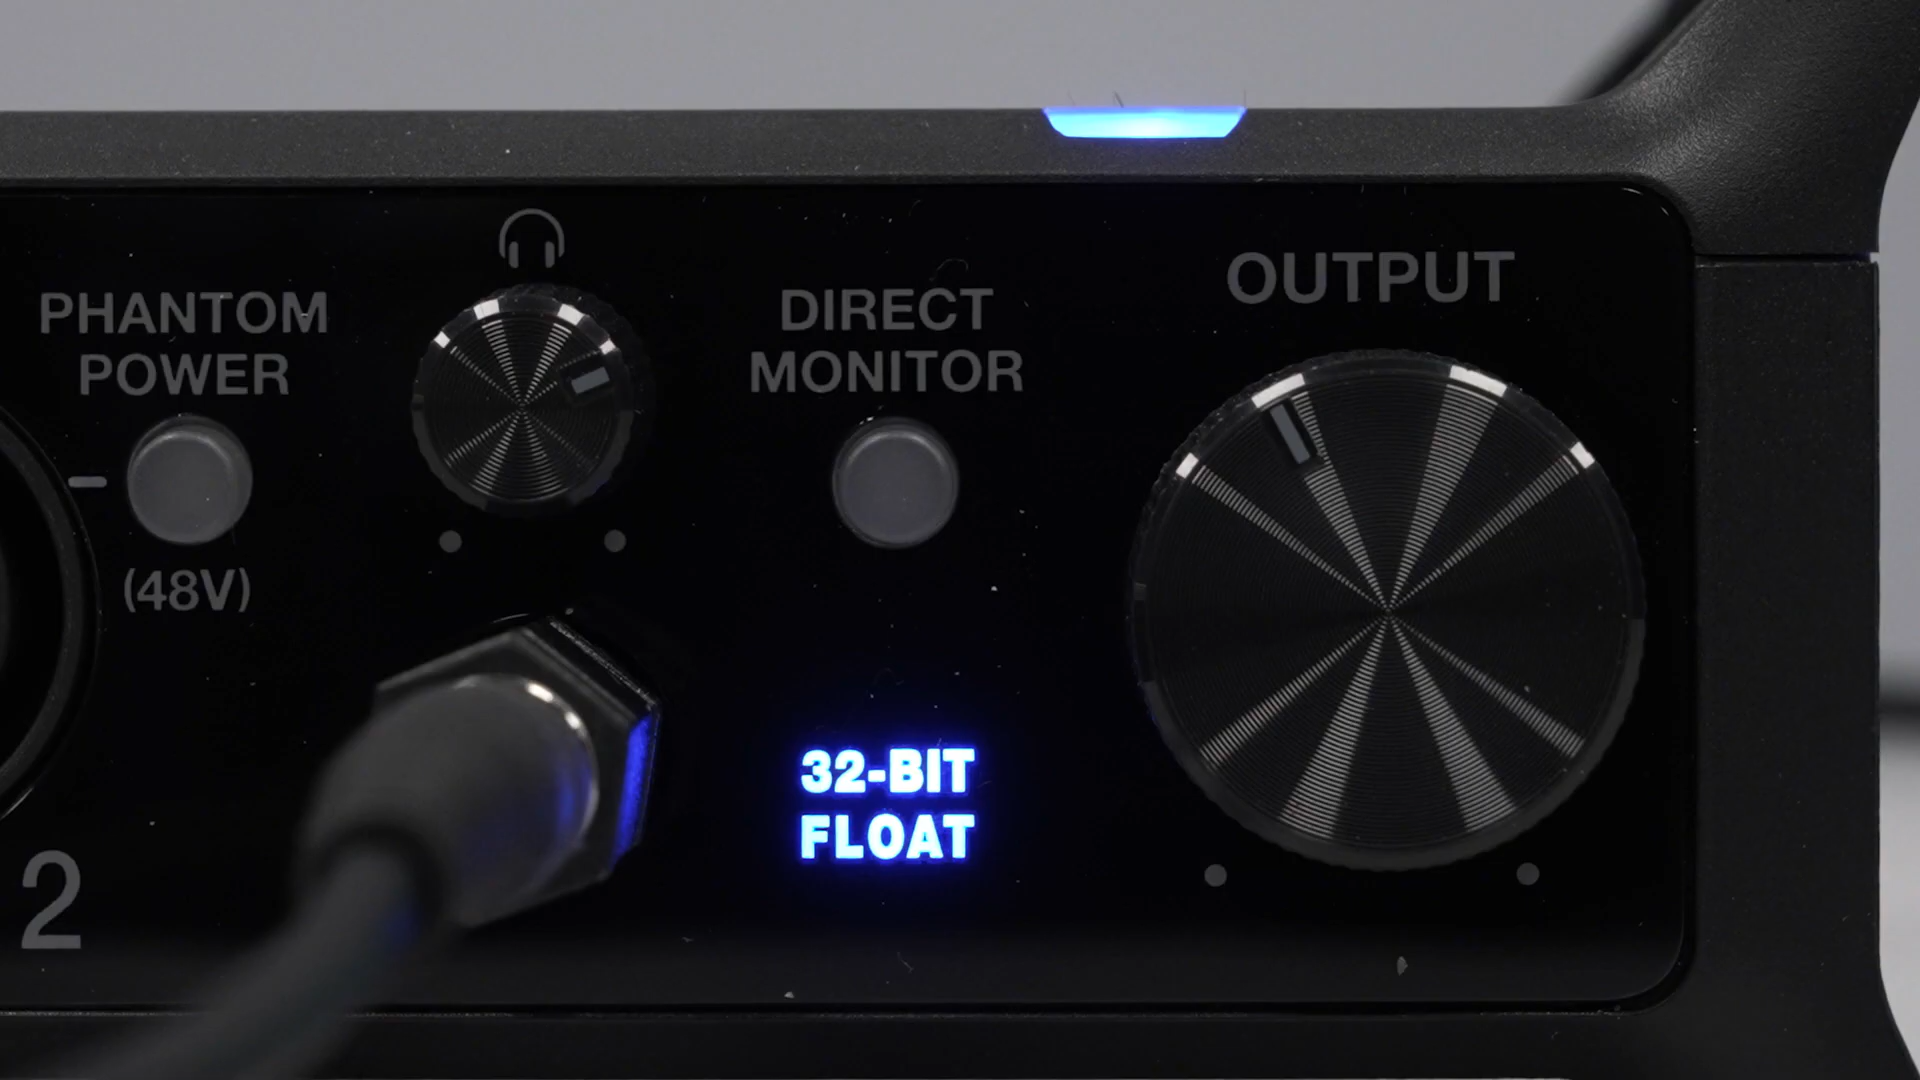 PHANTOM
POWER
(48V)
2
DIRECT
MONITOR
32-BIT
FLOAT
OUTPUT